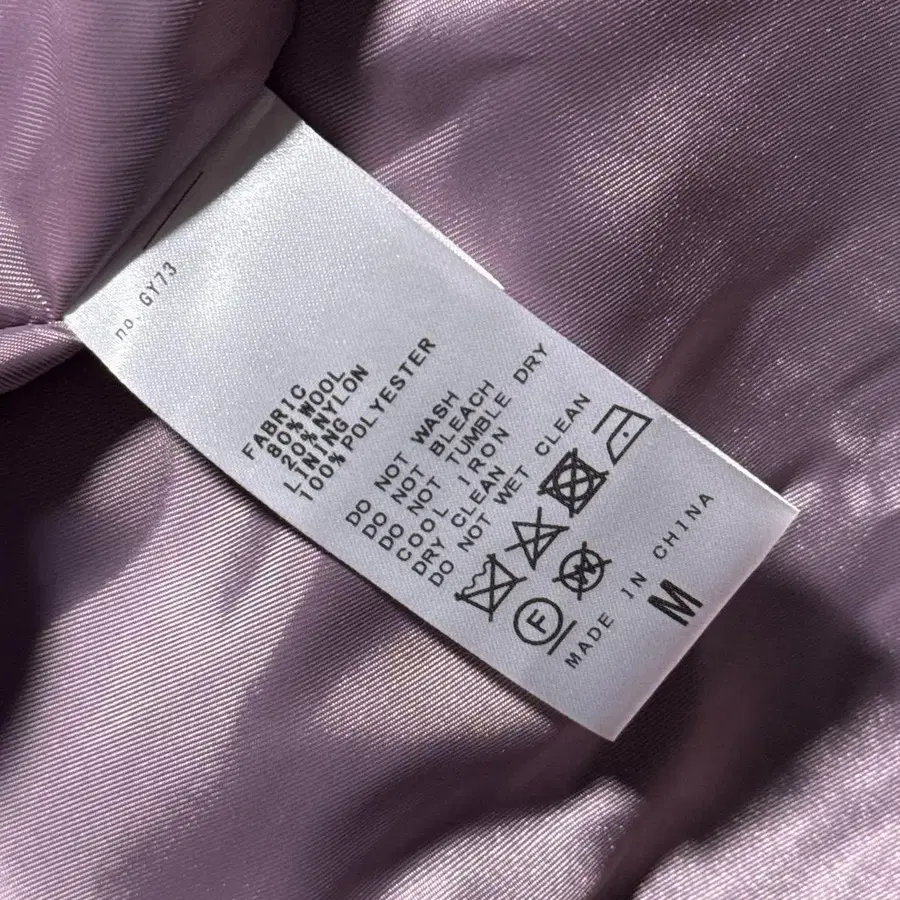 no. GY73
FABRIC
80% WOOL
20% NYLON
LINING
100% POLYESTER
DO NOT WASH
DO NOT BLEACH
DO NOT TUMBLE DRY
COOL IRON
DRY CLEAN
DO NOT WET CLEAN
F W
MADE IN CHINA
M